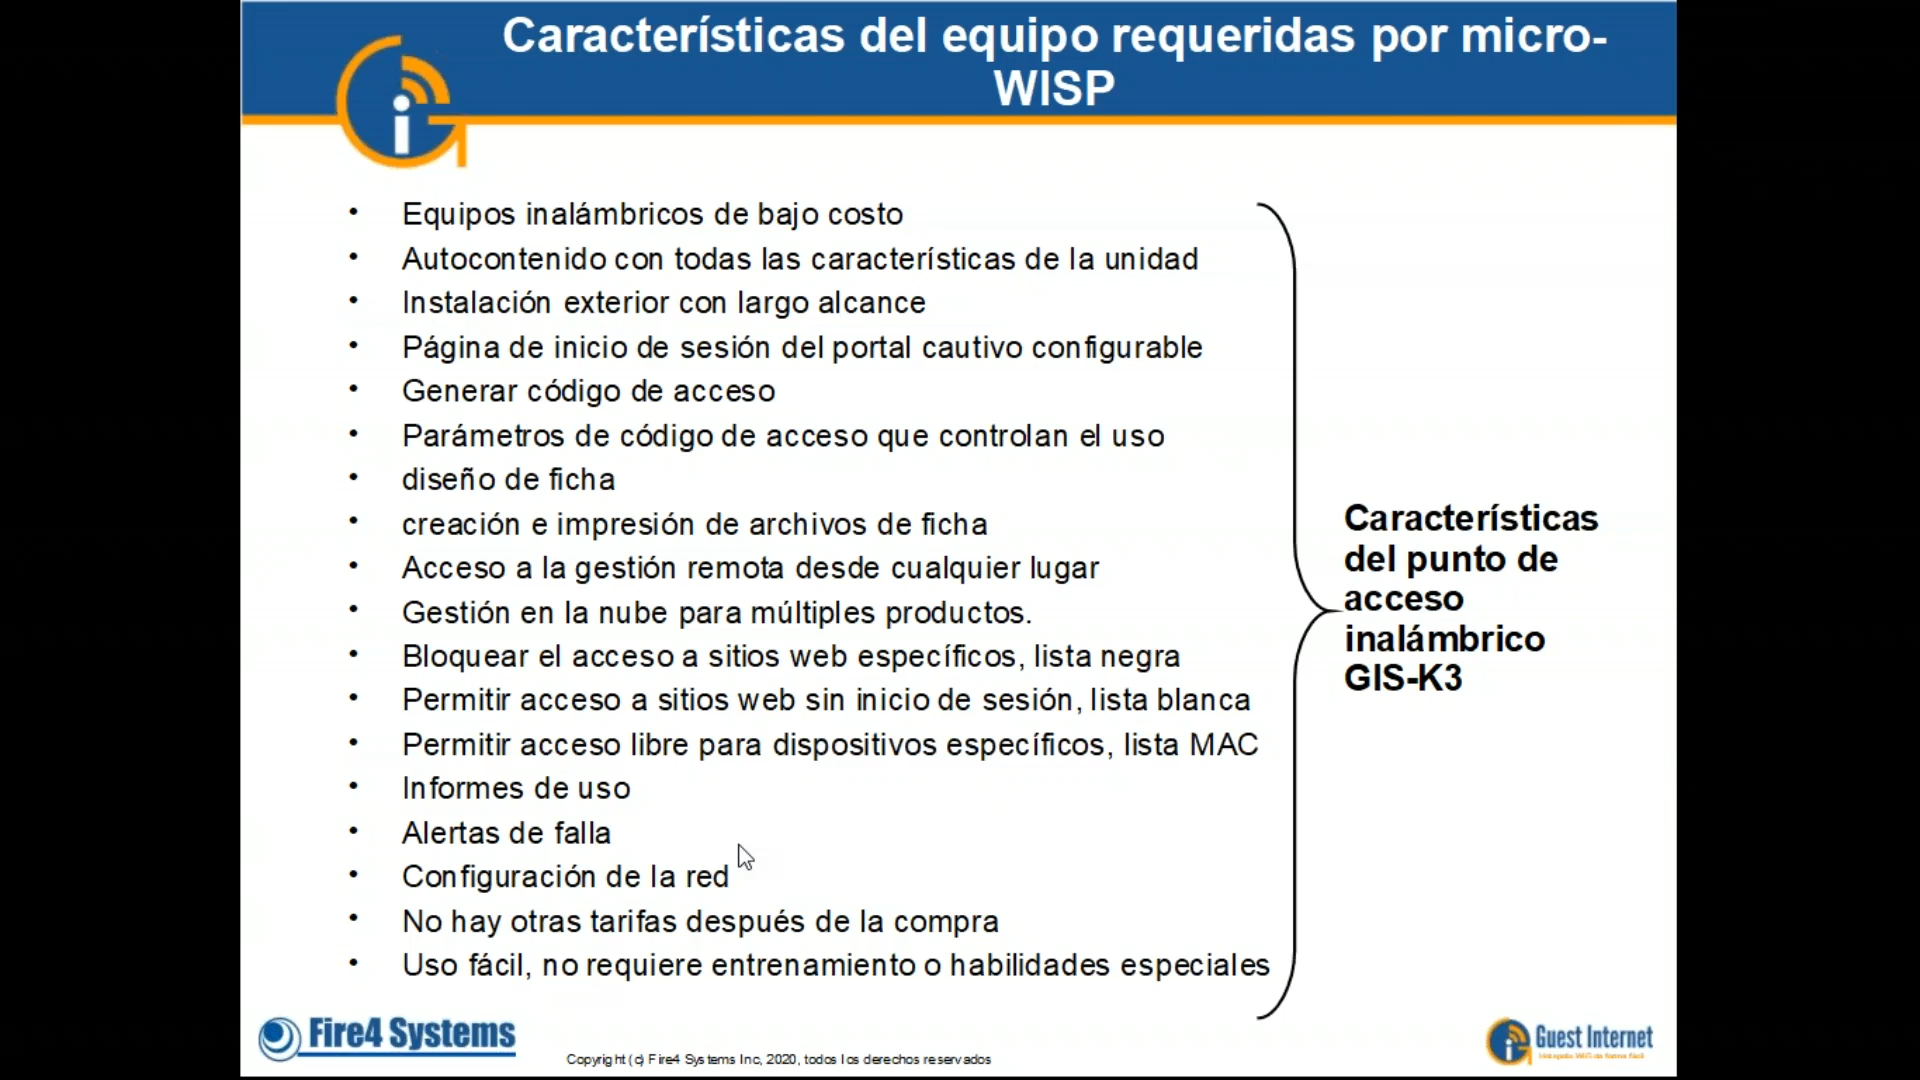 Características del equipo requeridas por micro-
WISP
• Equipos inalámbricos de bajo costo
• Autocontenido con todas las características de la unidad
• Instalación exterior con largo alcance
• Página de inicio de sesión del portal cautivo configurable
• Generar código de acceso
• Parámetros de código de acceso que controlan el uso
• diseño de ficha
• creación e impresión de archivos de ficha
• Acceso a la gestión remota desde cualquier lugar
• Gestión en la nube para múltiples productos.
• Bloquear el acceso a sitios web específicos, lista negra
• Permitir acceso a sitios web sin inicio de sesión, lista blanca
• Permitir acceso libre para dispositivos específicos, lista MAC
• Informes de uso
• Alertas de falla
• Configuración de la red
• No hay otras tarifas después de la compra
• Uso fácil, no requiere entrenamiento o habilidades especiales
Características
del punto de
acceso
inalámbrico
GIS-K3
Fire4 Systems
Copyright (c) Fire4 Systems Inc, 2020, todos los derechos reservados
Guest Internet
Hotspots WiFi de forma fácil